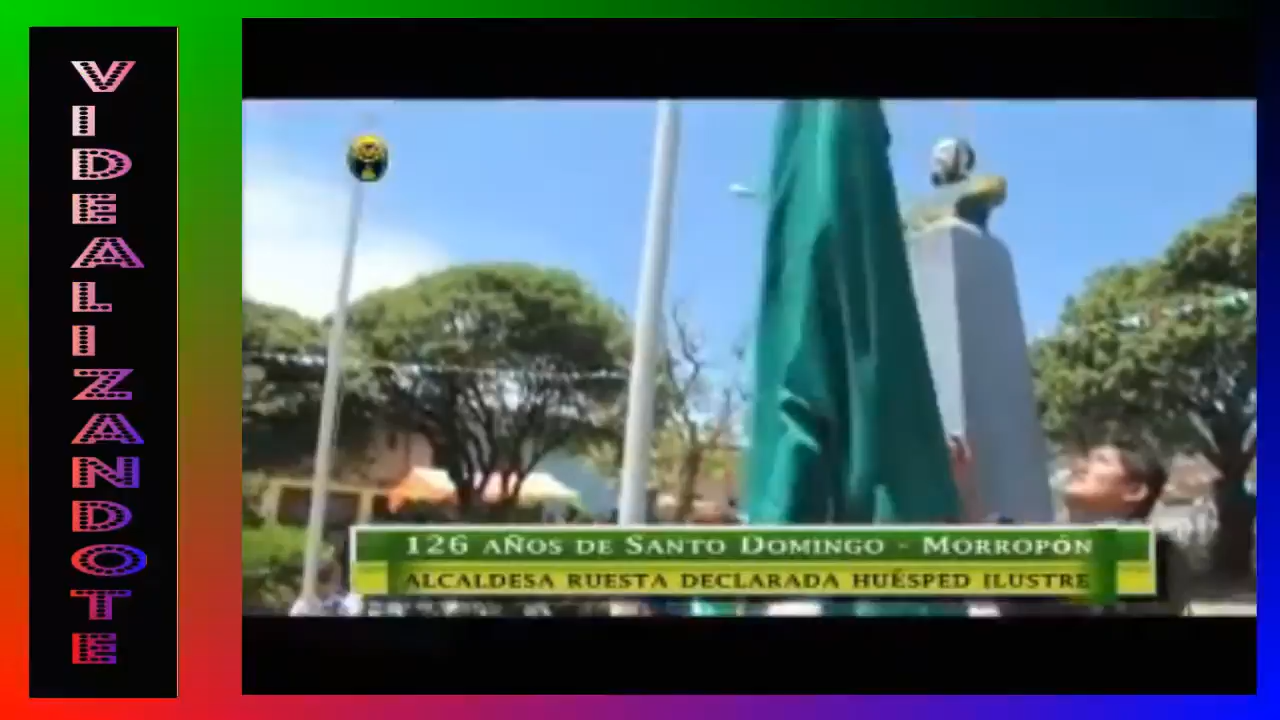 VIDEALIZANDOTE
126 AÑOS DE SANTO DOMINGO - MORROPÓN
ALCALDESA RUESTA DECLARADA HUÉSPED ILUSTRE